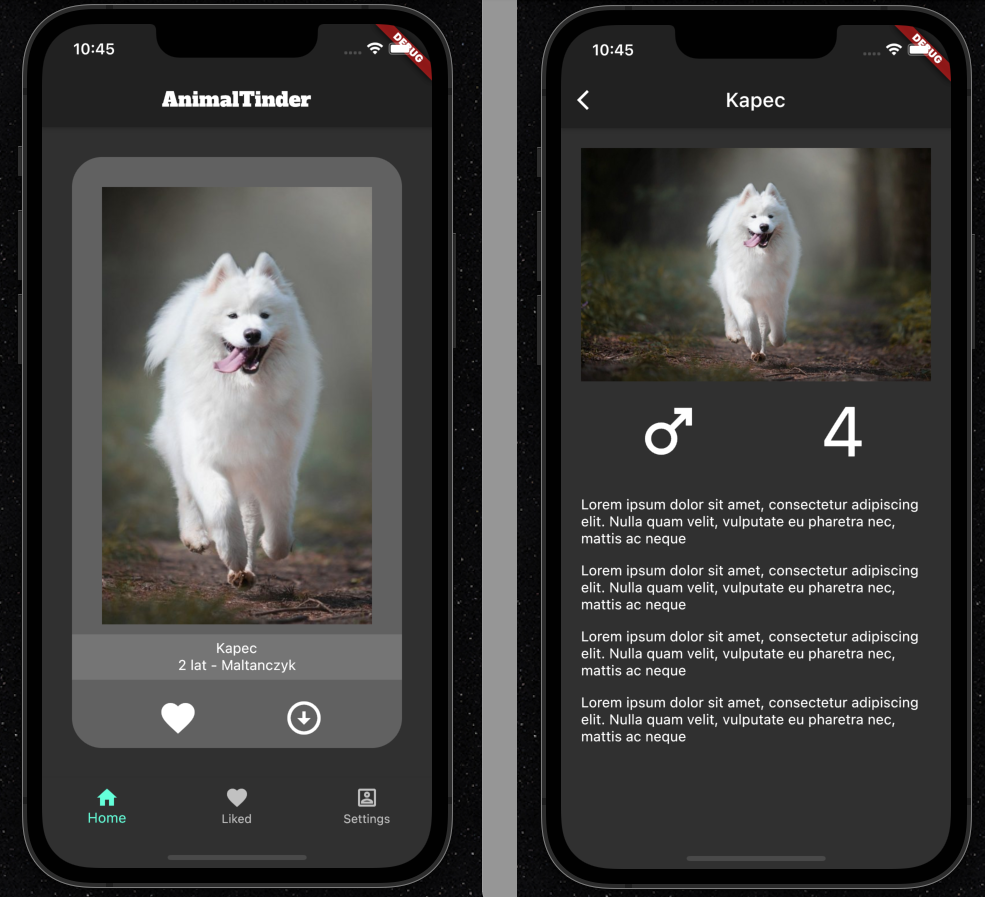 10:45
DEBUG
AnimalTinder
Kapec
2 lat - Maltanczyk
Home
Liked
Settings
10:45
DEBUG
Kapec
4
Lorem ipsum dolor sit amet, consectetur adipiscing
elit. Nulla quam velit, vulputate eu pharetra nec,
mattis ac neque
Lorem ipsum dolor sit amet, consectetur adipiscing
elit. Nulla quam velit, vulputate eu pharetra nec,
mattis ac neque
Lorem ipsum dolor sit amet, consectetur adipiscing
elit. Nulla quam velit, vulputate eu pharetra nec,
mattis ac neque
Lorem ipsum dolor sit amet, consectetur adipiscing
elit. Nulla quam velit, vulputate eu pharetra nec,
mattis ac neque